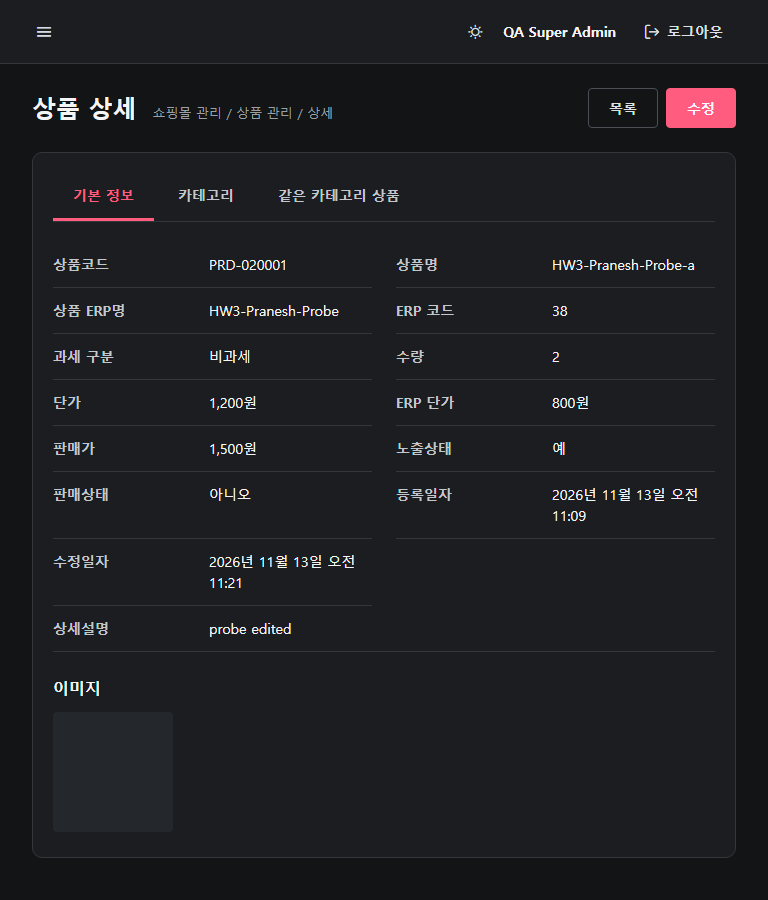 QA Super Admin
로그아웃
상품 상세
쇼핑몰 관리 / 상품 관리 / 상세
목록
수정
기본 정보
카테고리
같은 카테고리 상품
상품코드
PRD-020001
상품명
HW3-Pranesh-Probe-a
상품 ERP명
HW3-Pranesh-Probe
ERP 코드
38
과세 구분
비과세
수량
2
단가
1,200원
ERP 단가
800원
판매가
1,500원
노출상태
예
판매상태
아니오
등록일자
2026년 11월 13일 오전
11:09
수정일자
2026년 11월 13일 오전
11:21
상세설명
probe edited
이미지